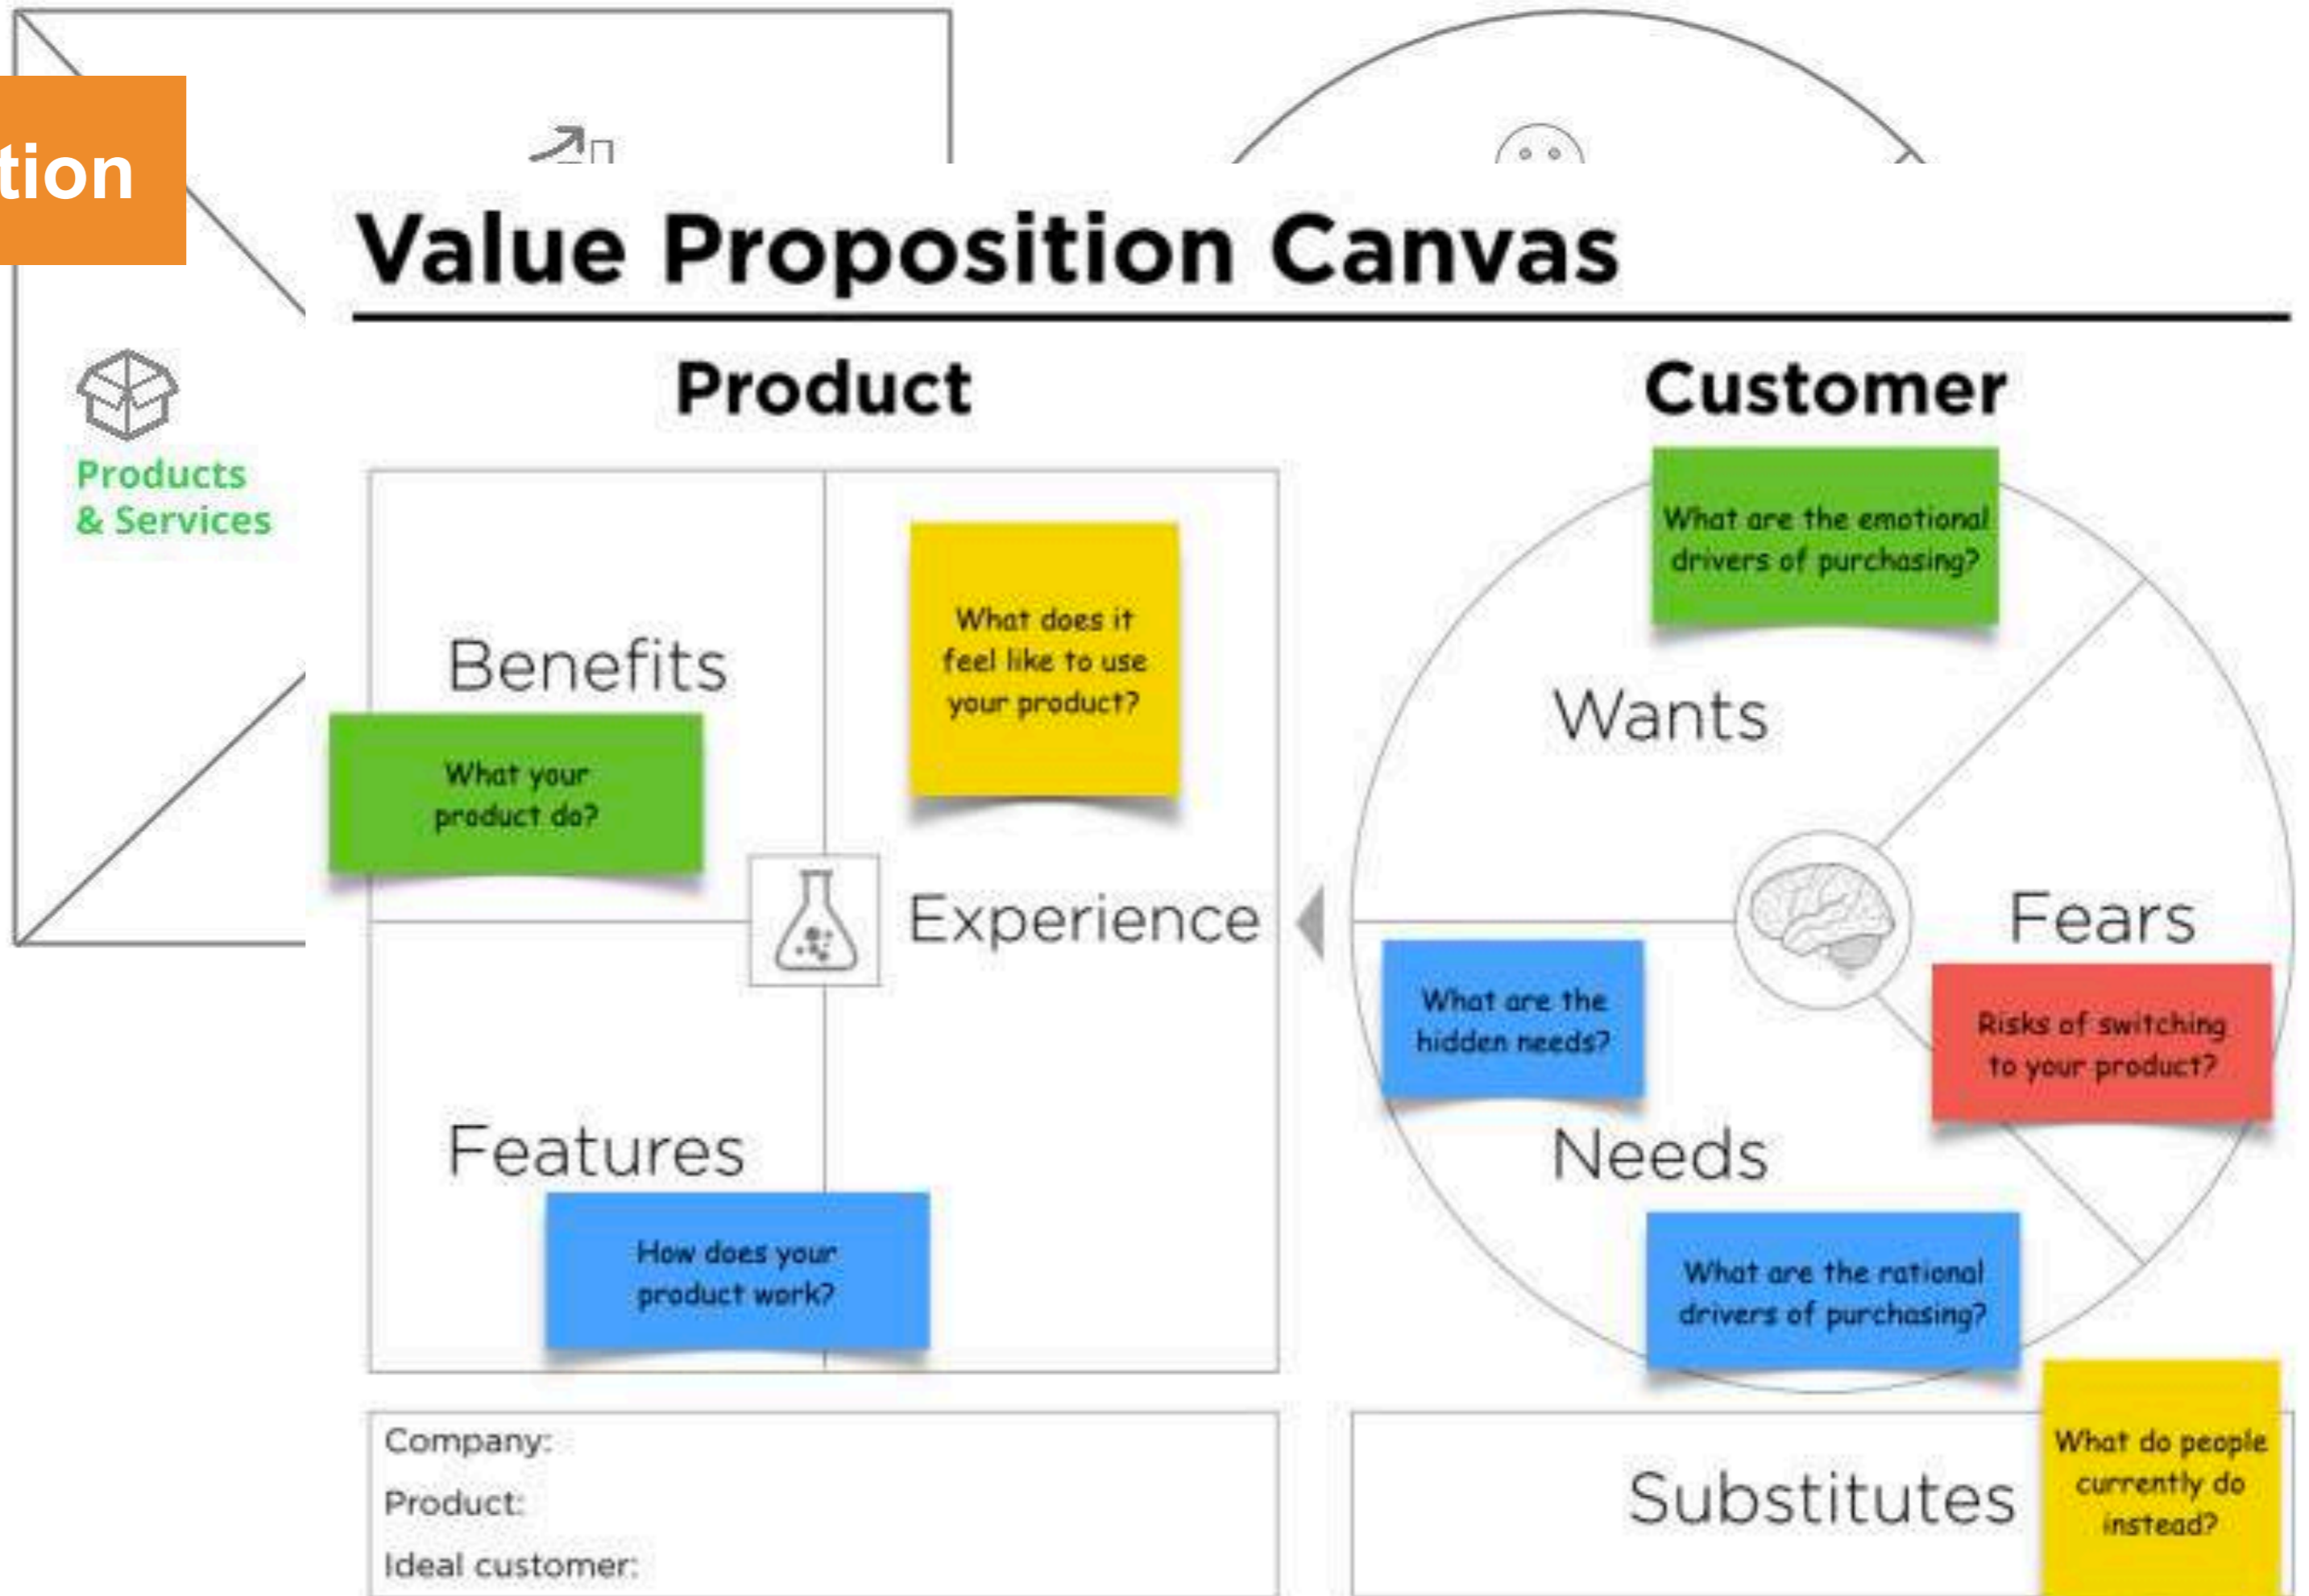 tion
Value Proposition Canvas
Products
& Services
Product
Customer
Benefits
What your
product do?
What does it
feel like to use
your product?
Experience
Features
How does your
product work?
What are the emotional
drivers of purchasing?
Wants
Fears
Risks of switching
to your product?
What are the
hidden needs?
Needs
What are the rational
drivers of purchasing?
Company:
Product:
Ideal customer:
Substitutes
What do people
currently do
instead?